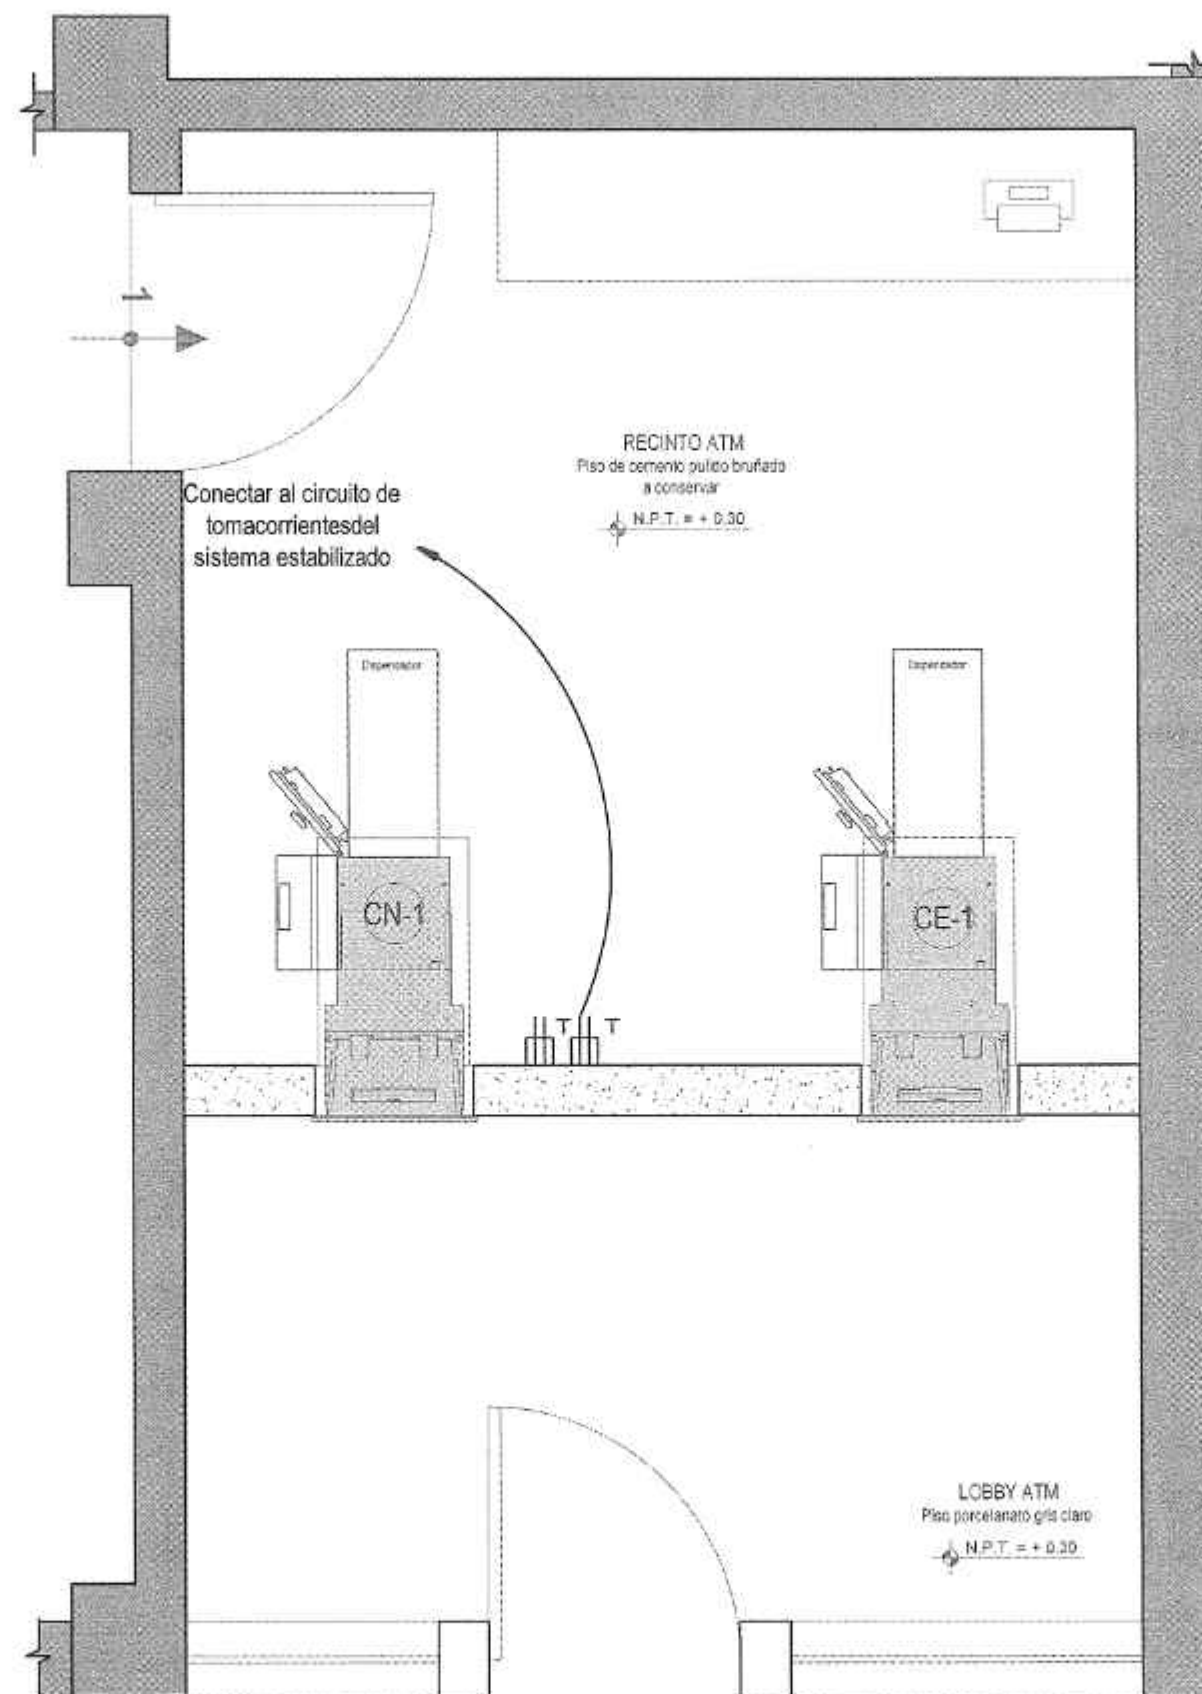 1
RECINTO ATM
Piso de cemento pulido bruñado
a conservar
N.P.T. = + 0.30
Conectar al circuito de
tomacorrientesdel
sistema estabilizado
Dispensador
Dispensador
CN-1
CE-1
T T
LOBBY ATM
Piso porcelanato gris claro
N.P.T. = + 0.20